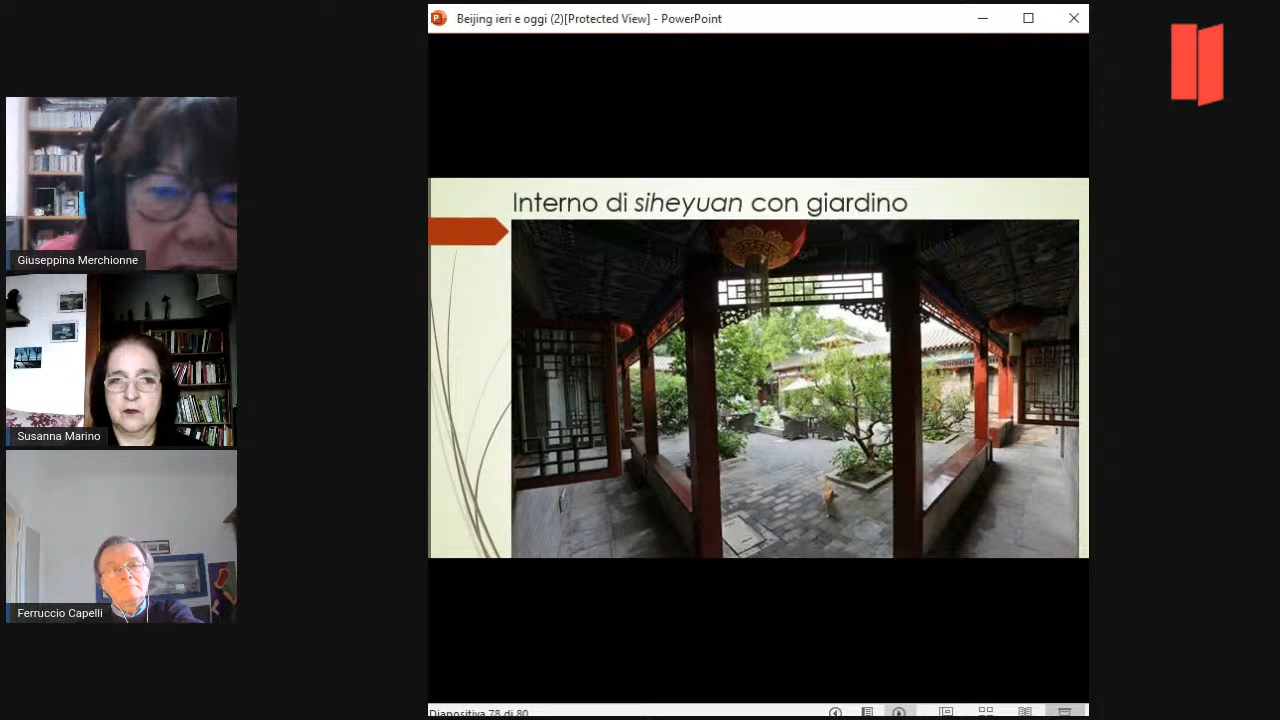 Beijing ieri e oggi (2)[Protected View] - PowerPoint
Giuseppina Merchionne
Susanna Marino
Ferruccio Capelli
Interno di siheyuan con giardino
Diapositiva 78 di 80